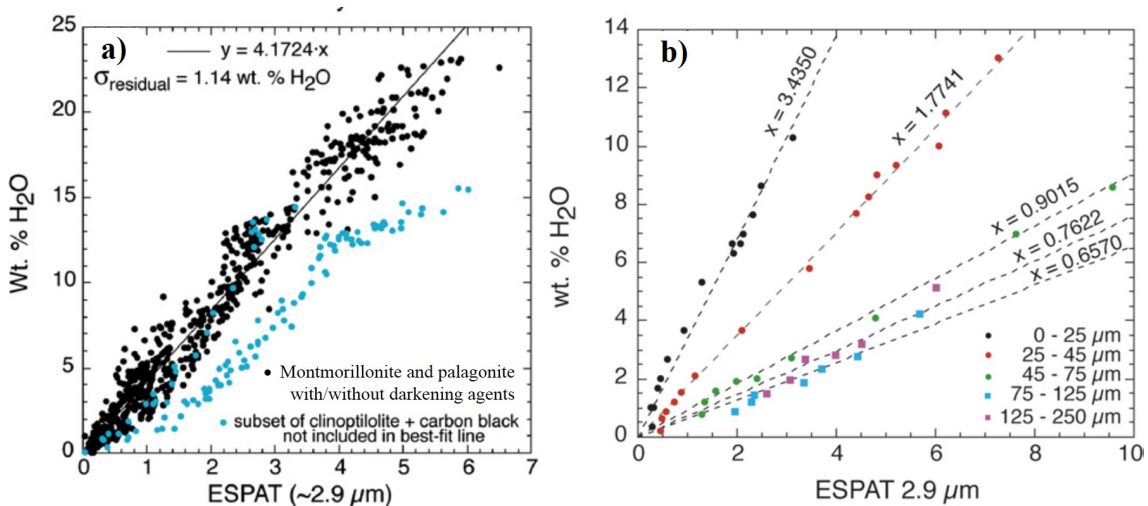 a)
y = 4.1724·x
σresidual = 1.14 wt. % H2O
25
20
15
10
5
0
Wt. % H2O
Montmorillonite and palagonite
with/without darkening agents
subset of clinoptilolite + carbon black
not included in best-fit line
0 1 2 3 4 5 6 7
ESPAT (~2.9 µm)
b)
14
12
10
8
6
4
2
0
wt. % H2O
x = 3.4350
x = 1.7741
x = 0.9015
x = 0.7622
x = 0.6570
0 - 25 µm
25 - 45 µm
45 - 75 µm
75 - 125 µm
125 - 250 µm
0 2 4 6 8 10
ESPAT 2.9 µm